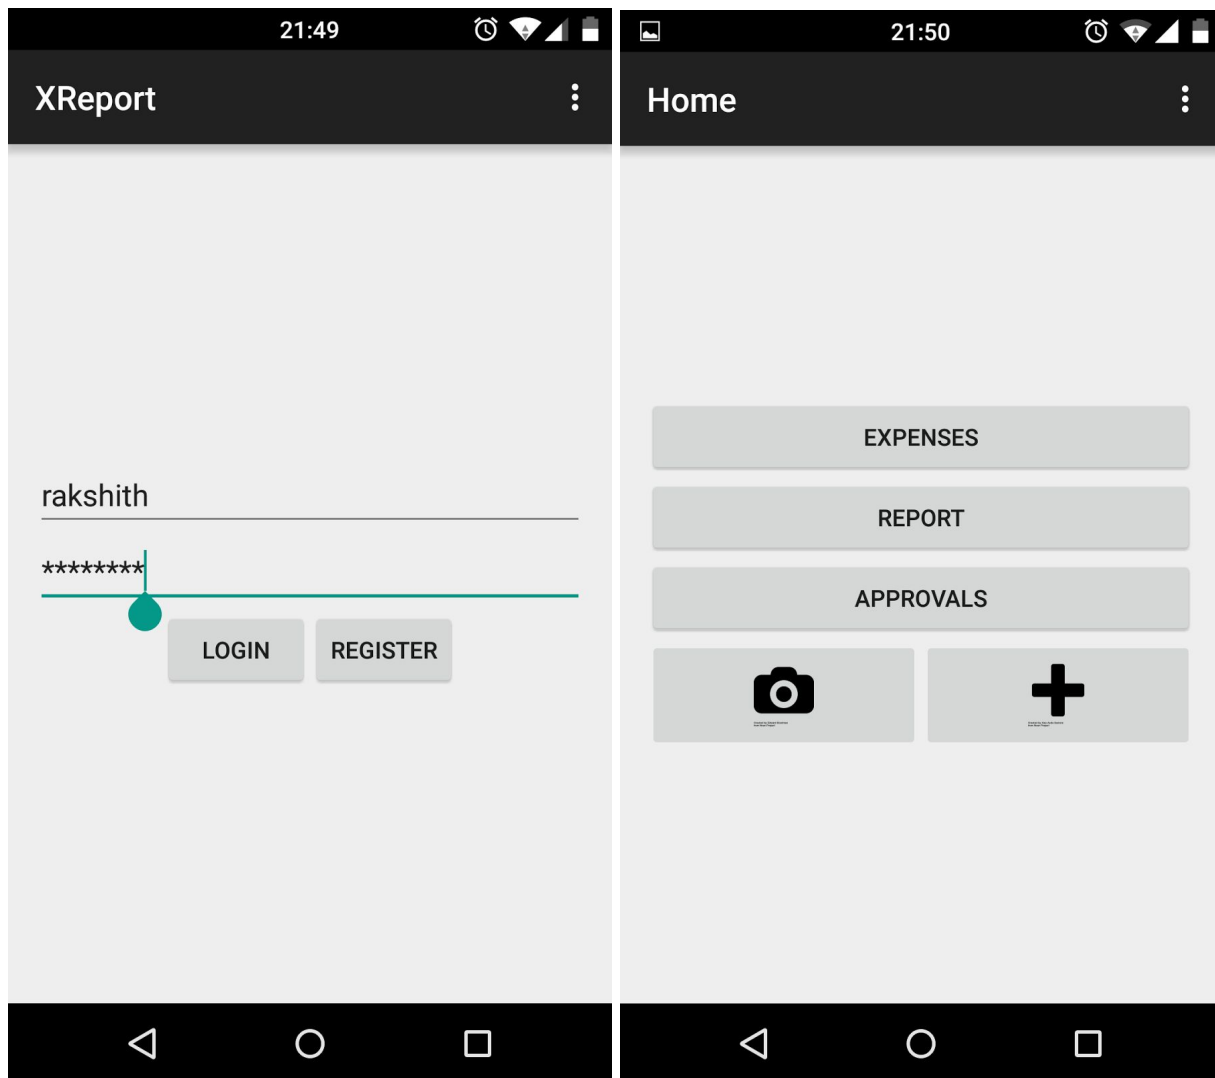 21:49
XReport
rakshith
********
LOGIN
REGISTER
21:50
Home
EXPENSES
REPORT
APPROVALS